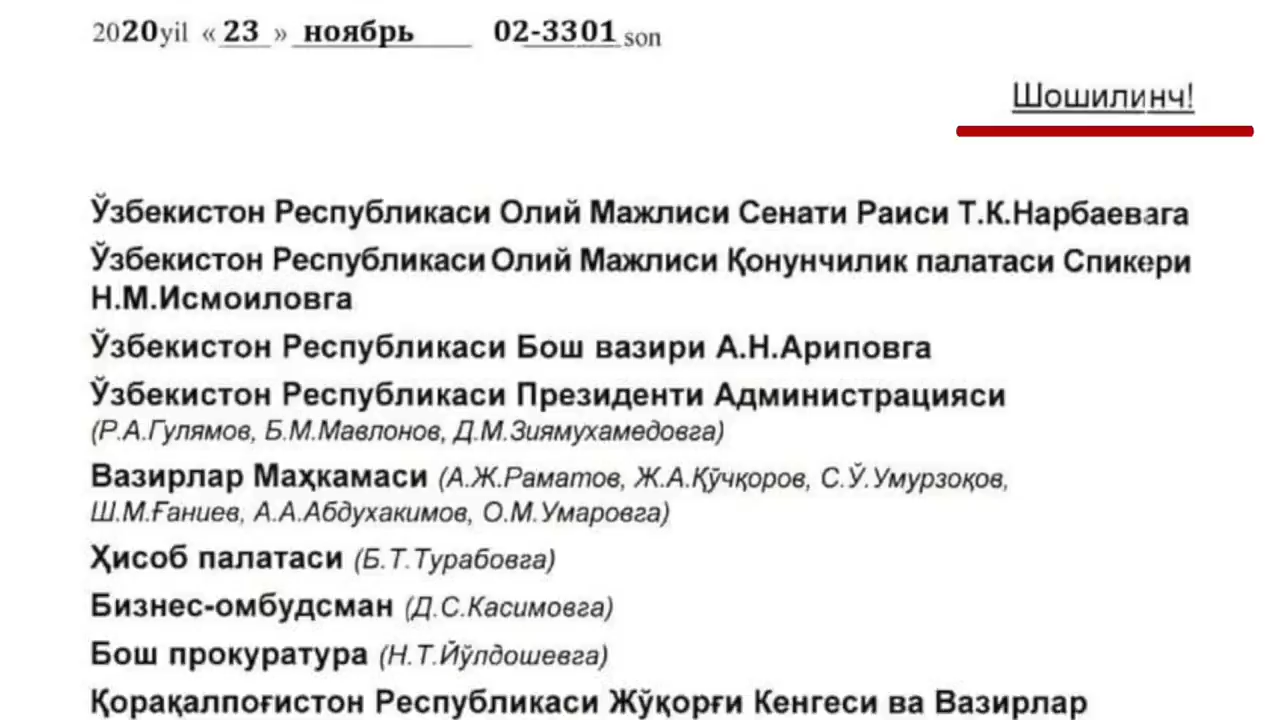 2020yil «23» ноябрь 02-3301 son
Шошилинч!
Ўзбекистон Республикаси Олий Мажлиси Сенати Раиси Т.К.Нарбаевага
Ўзбекистон Республикаси Олий Мажлиси Қонунчилик палатаси Спикери
Н.М.Исмоиловга
Ўзбекистон Республикаси Бош вазири А.Н.Ариповга
Ўзбекистон Республикаси Президенти Администрацияси
(Р.А.Гулямов, Б.М.Мавлонов, Д.М.Зиямухамедовга)
Вазирлар Маҳкамаси (А.Ж.Раматов, Ж.А.Қўчқоров, С.Ў.Умурзоқов,
Ш.М.Ғаниев, А.А.Абдухакимов, О.М.Умаровга)
Ҳисоб палатаси (Б.Т.Турабовга)
Бизнес-омбудсман (Д.С.Касимовга)
Бош прокуратура (Н.Т.Йўлдошевга)
Қорақалпоғистон Республикаси Жўқорғи Кенгеси ва Вазирлар